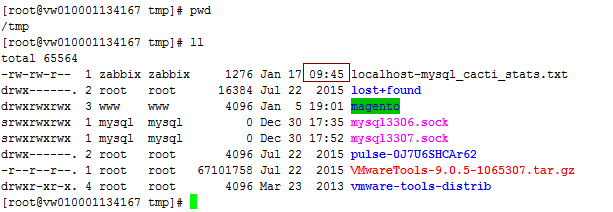 [root@vw010001134167 tmp]# pwd
/tmp
[root@vw010001134167 tmp]# ll
total 65564
-rw-rw-r-- 1 zabbix zabbix 1276 Jan 17 09:45 localhost-mysql_cacti_stats.txt
drwx------. 2 root root 16384 Jul 22 2015 lost+found
drwxrwxrwx 3 www www 4096 Jan 5 19:01 magento
srwxrwxrwx 1 mysql mysql 0 Dec 30 17:35 mysql3306.sock
srwxrwxrwx 1 mysql mysql 0 Dec 30 17:52 mysql3307.sock
drwx------. 2 root root 4096 Jul 22 2015 pulse-0J7U6SHCAr62
-r--r--r--. 1 root root 67101758 Jul 22 2015 VMwareTools-9.0.5-1065307.tar.gz
drwxr-xr-x. 4 root root 4096 Mar 23 2013 vmware-tools-distrib
[root@vw010001134167 tmp]#